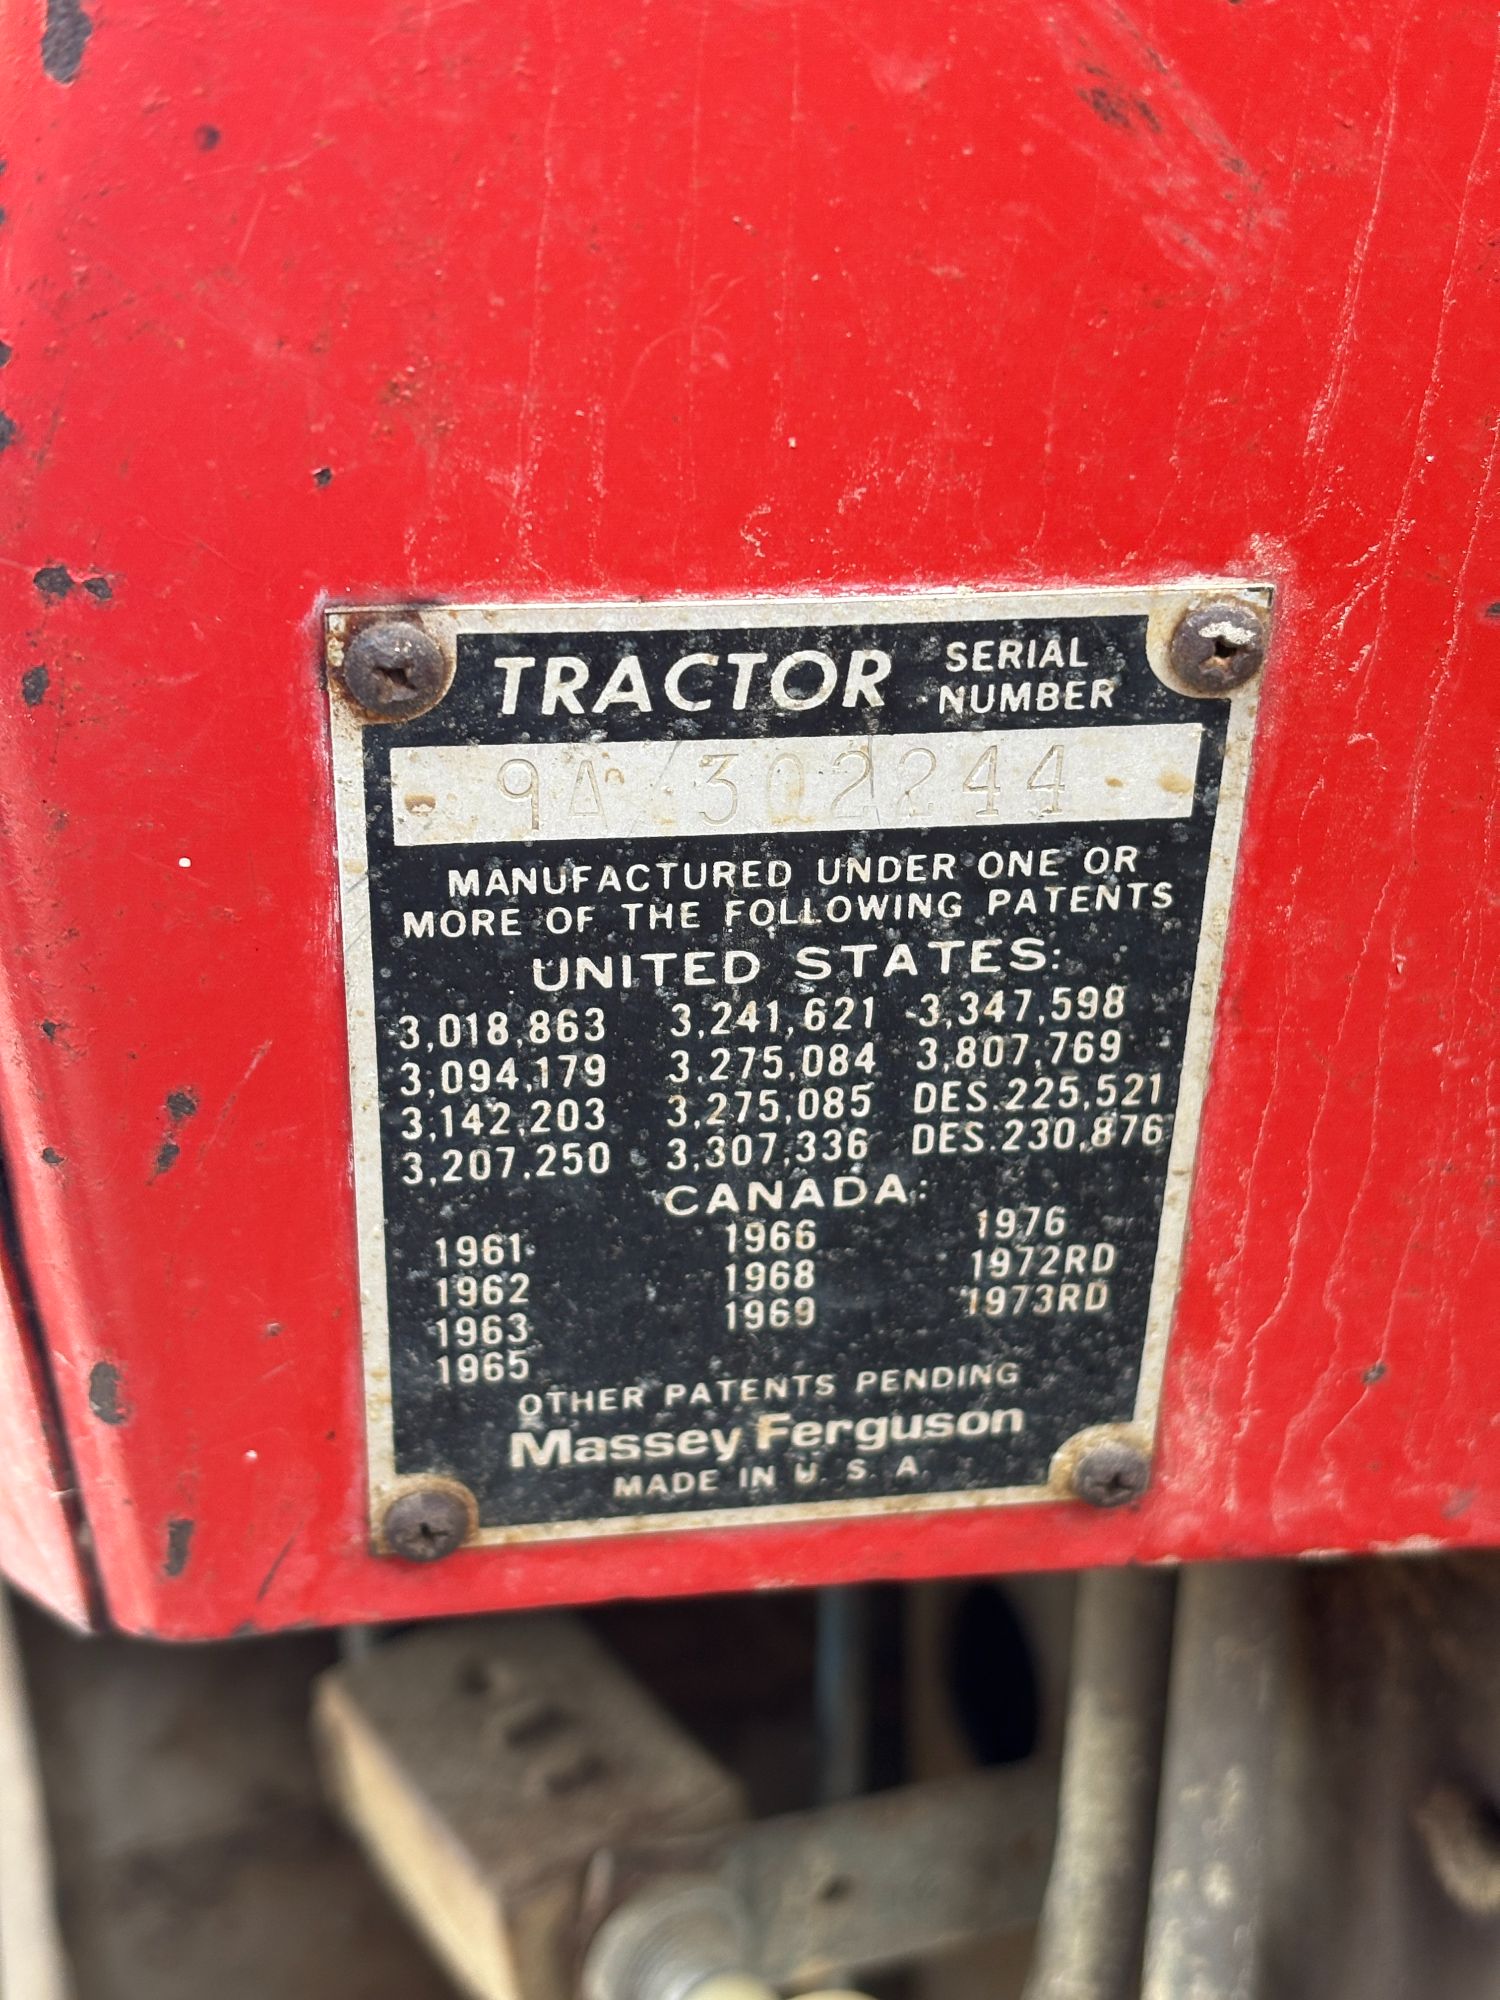 TRACTOR SERIAL NUMBER
9A 302244
MANUFACTURED UNDER ONE OR
MORE OF THE FOLLOWING PATENTS
UNITED STATES:
3,018,863 3,241,621 3,347,598
3,094,179 3,275,084 3,807,769
3,142,203 3,275,085 DES.225,521
3,207,250 3,307,336 DES.230,876
CANADA:
1961 1966 1976
1962 1968 1972RD
1963 1969 1973RD
1965
OTHER PATENTS PENDING
Massey Ferguson
MADE IN U. S. A.